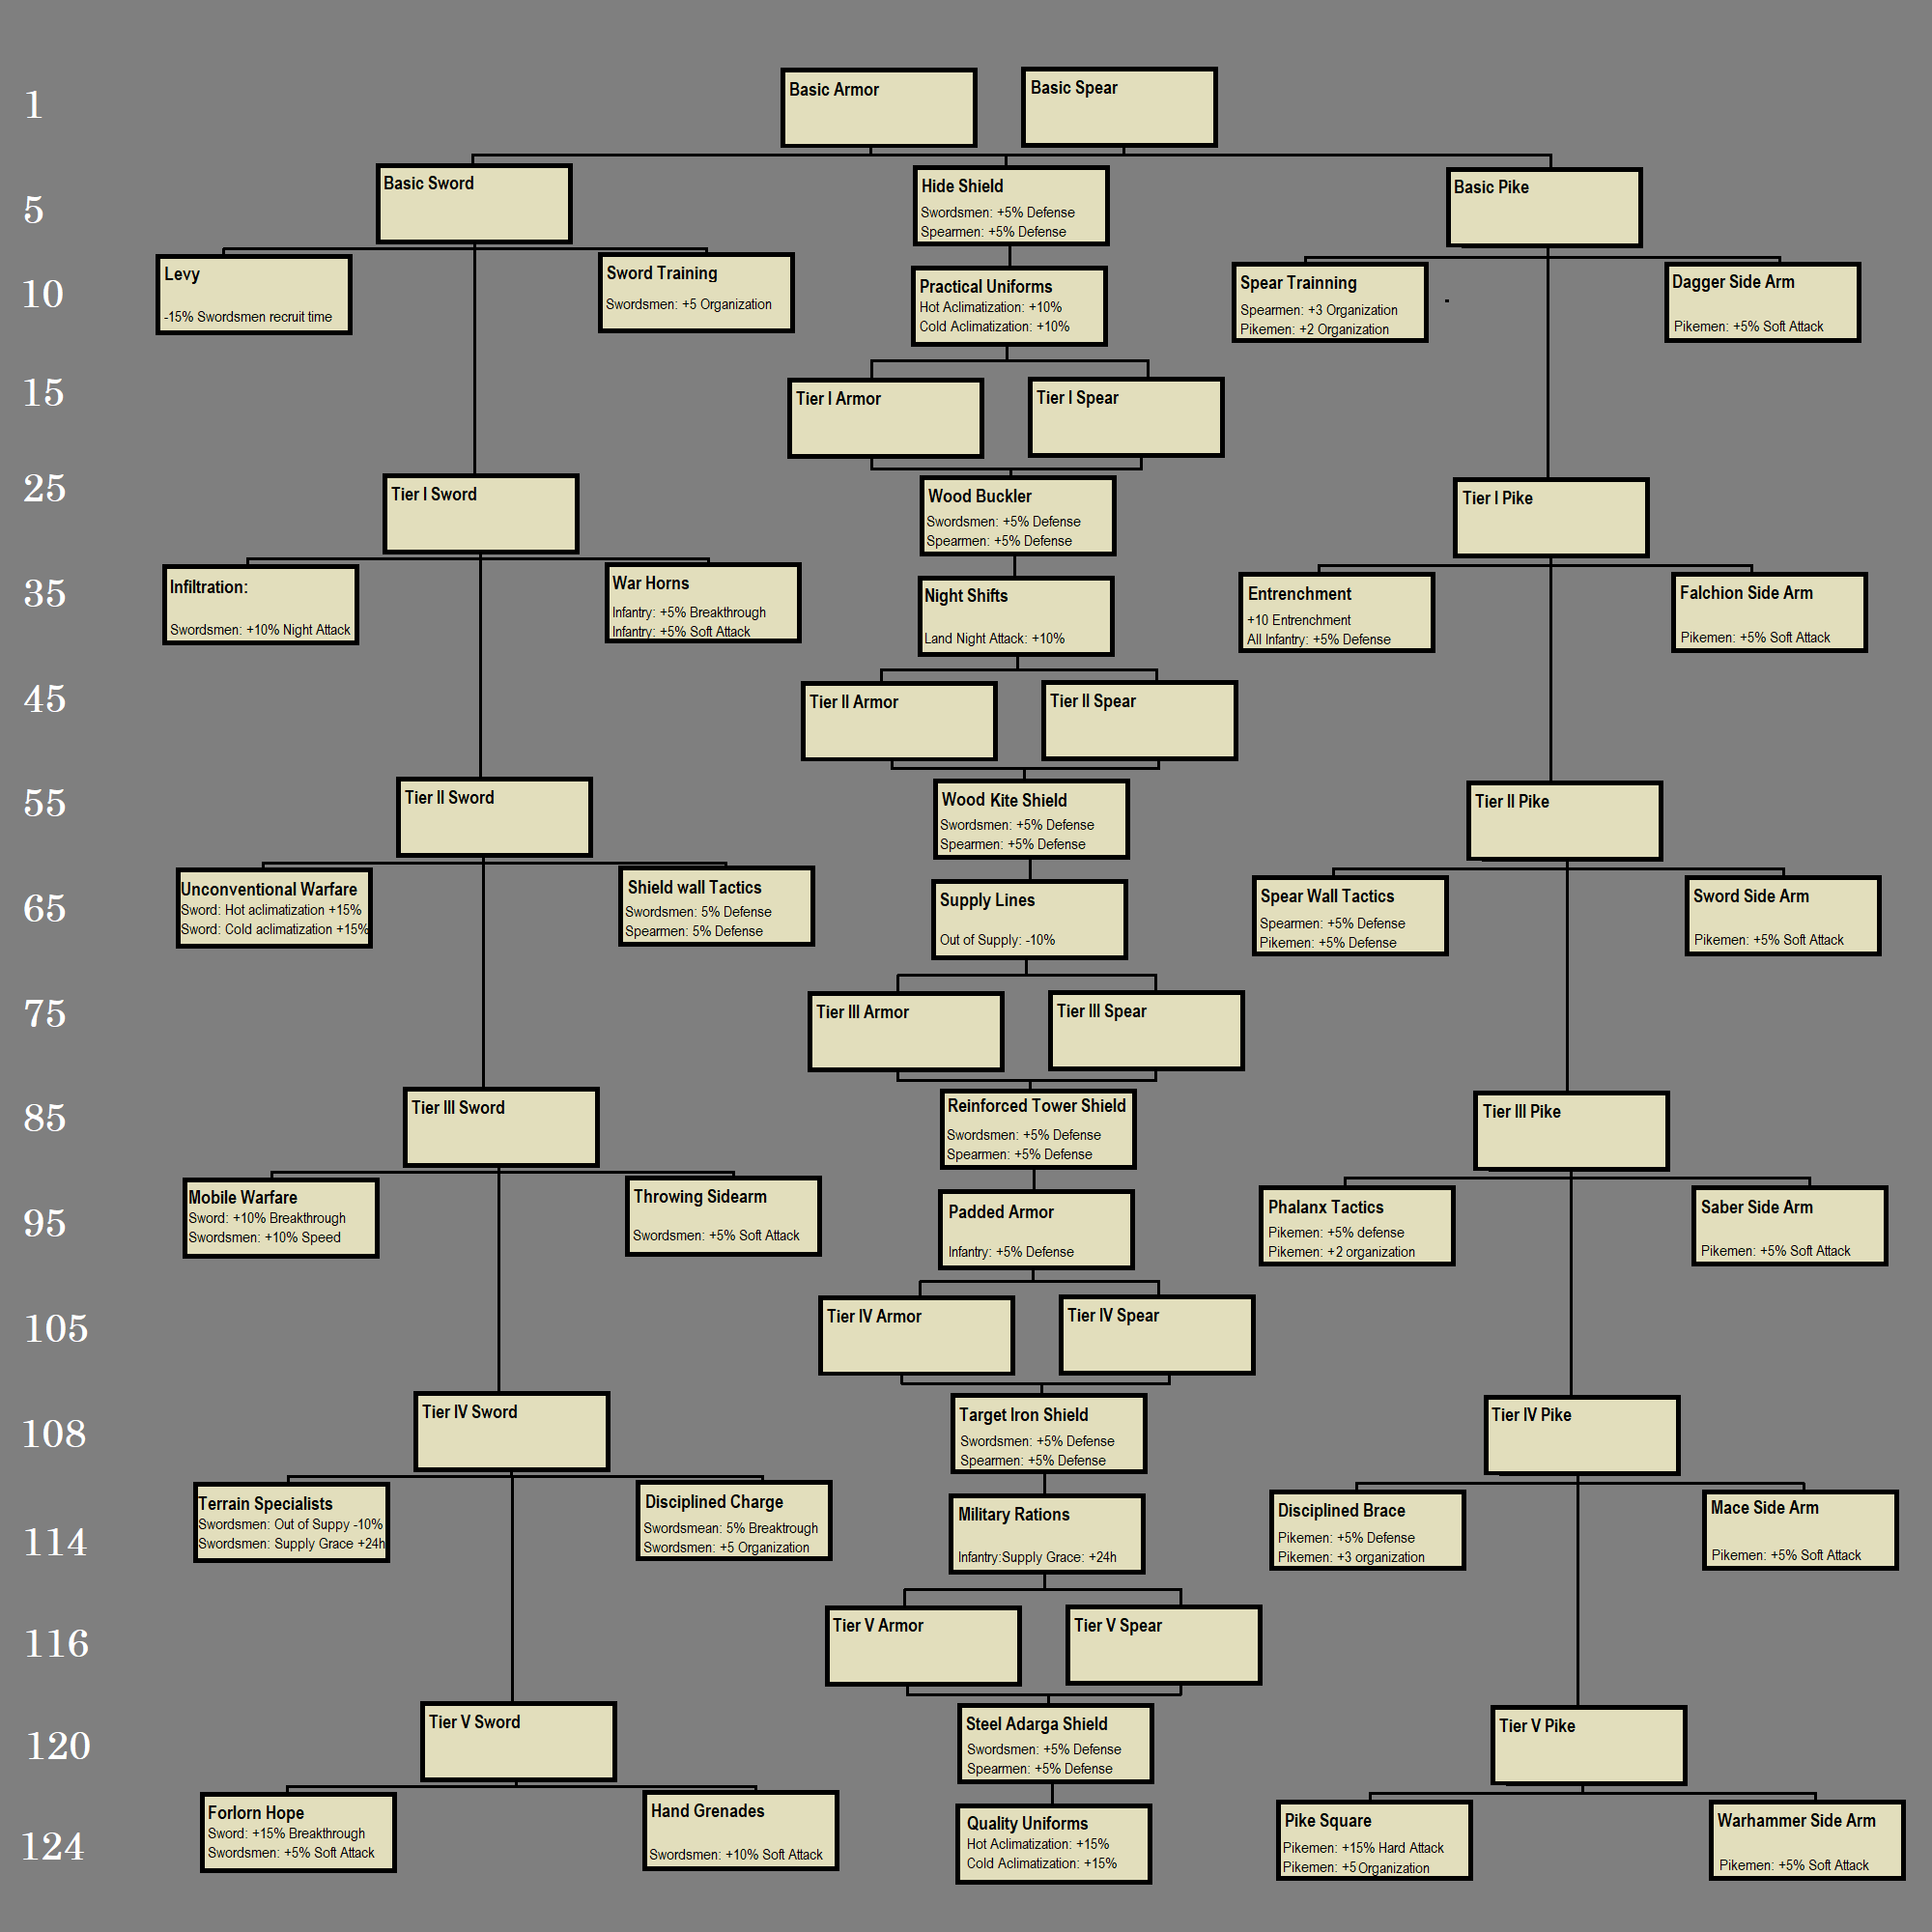 1
Basic Armor
Basic Spear
5
Basic Sword
Hide Shield
Swordsmen: +5% Defense
Spearmen: +5% Defense
Basic Pike
10
Levy
-15% Swordsmen recruit time
Sword Training
Swordsmen: +5 Organization
Practical Uniforms
Hot Aclimatization: +10%
Cold Aclimatization: +10%
Spear Trainning
Spearmen: +3 Organization
Pikemen: +2 Organization
Dagger Side Arm
Pikemen: +5% Soft Attack
15
Tier I Armor
Tier I Spear
25
Tier I Sword
Wood Buckler
Swordsmen: +5% Defense
Spearmen: +5% Defense
Tier I Pike
35
Infiltration:
Swordsmen: +10% Night Attack
War Horns
Infantry: +5% Breakthrough
Infantry: +5% Soft Attack
Night Shifts
Land Night Attack: +10%
Entrenchment
+10 Entrenchment
All Infantry: +5% Defense
Falchion Side Arm
Pikemen: +5% Soft Attack
45
Tier II Armor
Tier II Spear
55
Tier II Sword
Wood Kite Shield
Swordsmen: +5% Defense
Spearmen: +5% Defense
Tier II Pike
65
Unconventional Warfare
Sword: Hot aclimatization +15%
Sword: Cold aclimatization +15%
Shield wall Tactics
Swordsmen: 5% Defense
Spearmen: 5% Defense
Supply Lines
Out of Supply: -10%
Spear Wall Tactics
Spearmen: +5% Defense
Pikemen: +5% Defense
Sword Side Arm
Pikemen: +5% Soft Attack
75
Tier III Armor
Tier III Spear
85
Tier III Sword
Reinforced Tower Shield
Swordsmen: +5% Defense
Spearmen: +5% Defense
Tier III Pike
95
Mobile Warfare
Sword: +10% Breakthrough
Swordsmen: +10% Speed
Throwing Sidearm
Swordsmen: +5% Soft Attack
Padded Armor
Infantry: +5% Defense
Phalanx Tactics
Pikemen: +5% defense
Pikemen: +2 organization
Saber Side Arm
Pikemen: +5% Soft Attack
105
Tier IV Armor
Tier IV Spear
108
Tier IV Sword
Target Iron Shield
Swordsmen: +5% Defense
Spearmen: +5% Defense
Tier IV Pike
114
Terrain Specialists
Swordsmen: Out of Suppy -10%
Swordsmen: Supply Grace +24h
Disciplined Charge
Swordsmean: 5% Breaktrough
Swordsmen: +5 Organization
Military Rations
Infantry:Supply Grace: +24h
Disciplined Brace
Pikemen: +5% Defense
Pikemen: +3 organization
Mace Side Arm
Pikemen: +5% Soft Attack
116
Tier V Armor
Tier V Spear
120
Tier V Sword
Steel Adarga Shield
Swordsmen: +5% Defense
Spearmen: +5% Defense
Tier V Pike
124
Forlorn Hope
Sword: +15% Breakthrough
Swordsmen: +5% Soft Attack
Hand Grenades
Swordsmen: +10% Soft Attack
Quality Uniforms
Hot Aclimatization: +15%
Cold Aclimatization: +15%
Pike Square
Pikemen: +15% Hard Attack
Pikemen: +5 Organization
Warhammer Side Arm
Pikemen: +5% Soft Attack